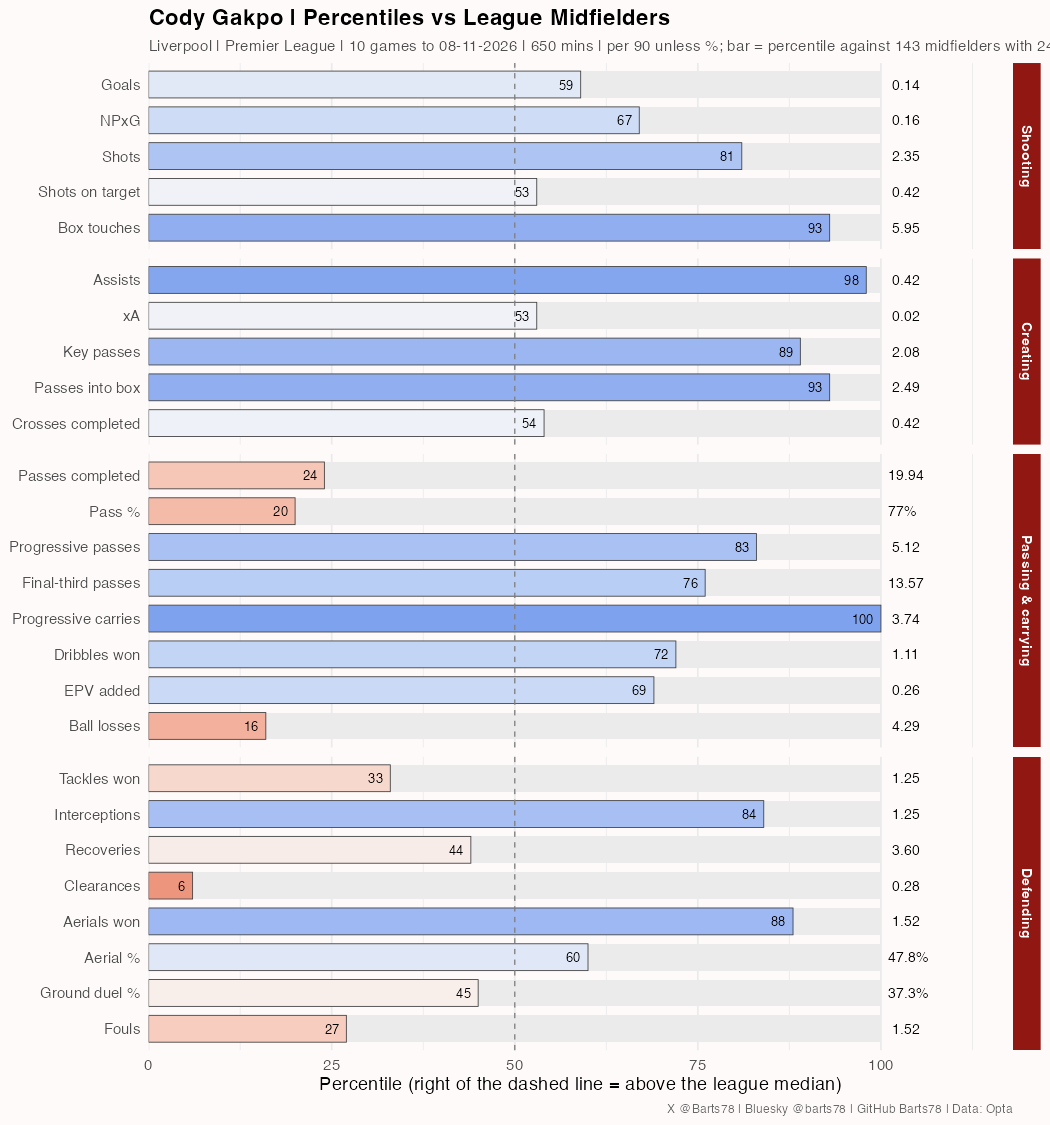 Cody Gakpo | Percentiles vs League Midfielders
Liverpool | Premier League | 10 games to 08-11-2026 | 650 mins | per 90 unless %; bar = percentile against 143 midfielders with 24
Goals 59 0.14
NPxG 67 0.16
Shots 81 2.35
Shots on target 53 0.42
Box touches 93 5.95
Shooting
Assists 98 0.42
xA 53 0.02
Key passes 89 2.08
Passes into box 93 2.49
Crosses completed 54 0.42
Creating
Passes completed 24 19.94
Pass % 20 77%
Progressive passes 83 5.12
Final-third passes 76 13.57
Progressive carries 100 3.74
Dribbles won 72 1.11
EPV added 69 0.26
Ball losses 16 4.29
Passing & carrying
Tackles won 33 1.25
Interceptions 84 1.25
Recoveries 44 3.60
Clearances 6 0.28
Aerials won 88 1.52
Aerial % 60 47.8%
Ground duel % 45 37.3%
Fouls 27 1.52
Defending
0 25 50 75 100
Percentile (right of the dashed line = above the league median)
X @Barts78 | Bluesky @barts78 | GitHub Barts78 | Data: Opta